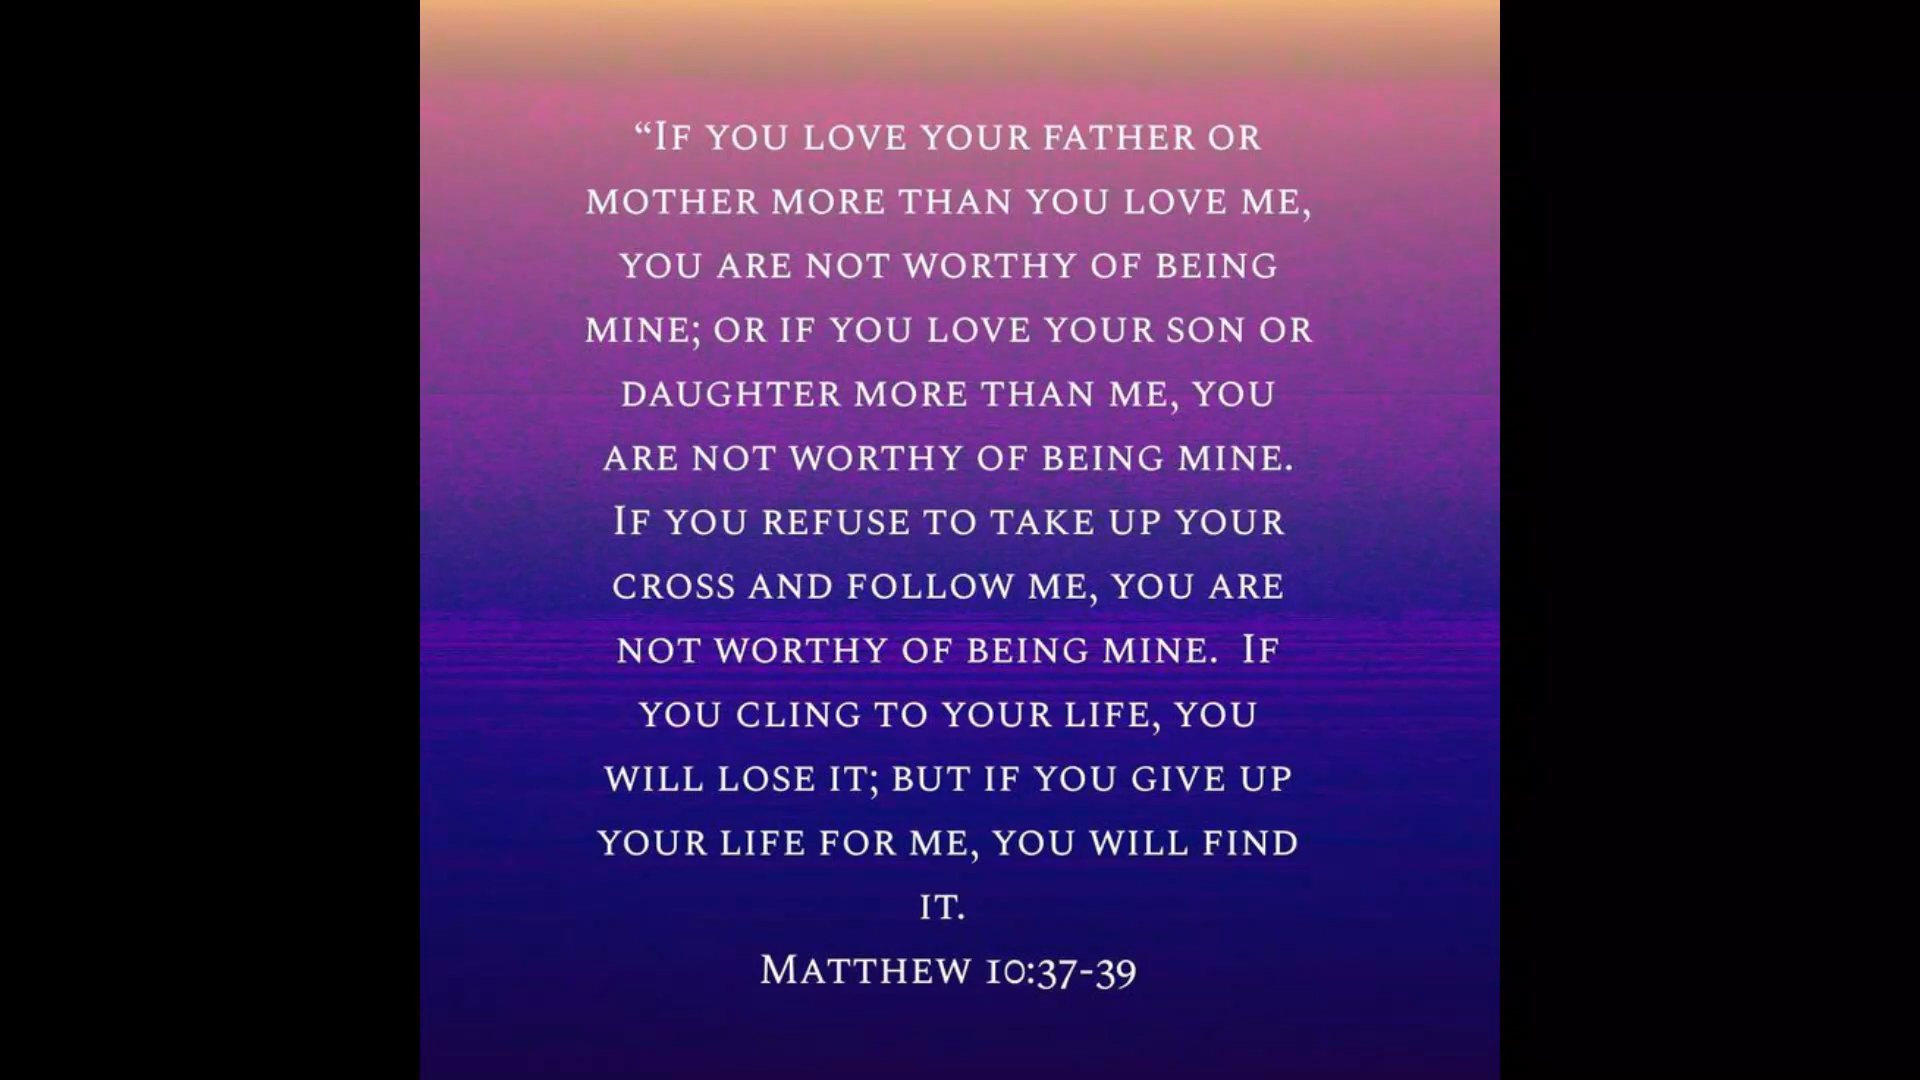 “If you love your father or
mother more than you love me,
you are not worthy of being
mine; or if you love your son or
daughter more than me, you
are not worthy of being mine.
If you refuse to take up your
cross and follow me, you are
not worthy of being mine.  If
you cling to your life, you
will lose it; but if you give up
your life for me, you will find
it.
Matthew 10:37-39